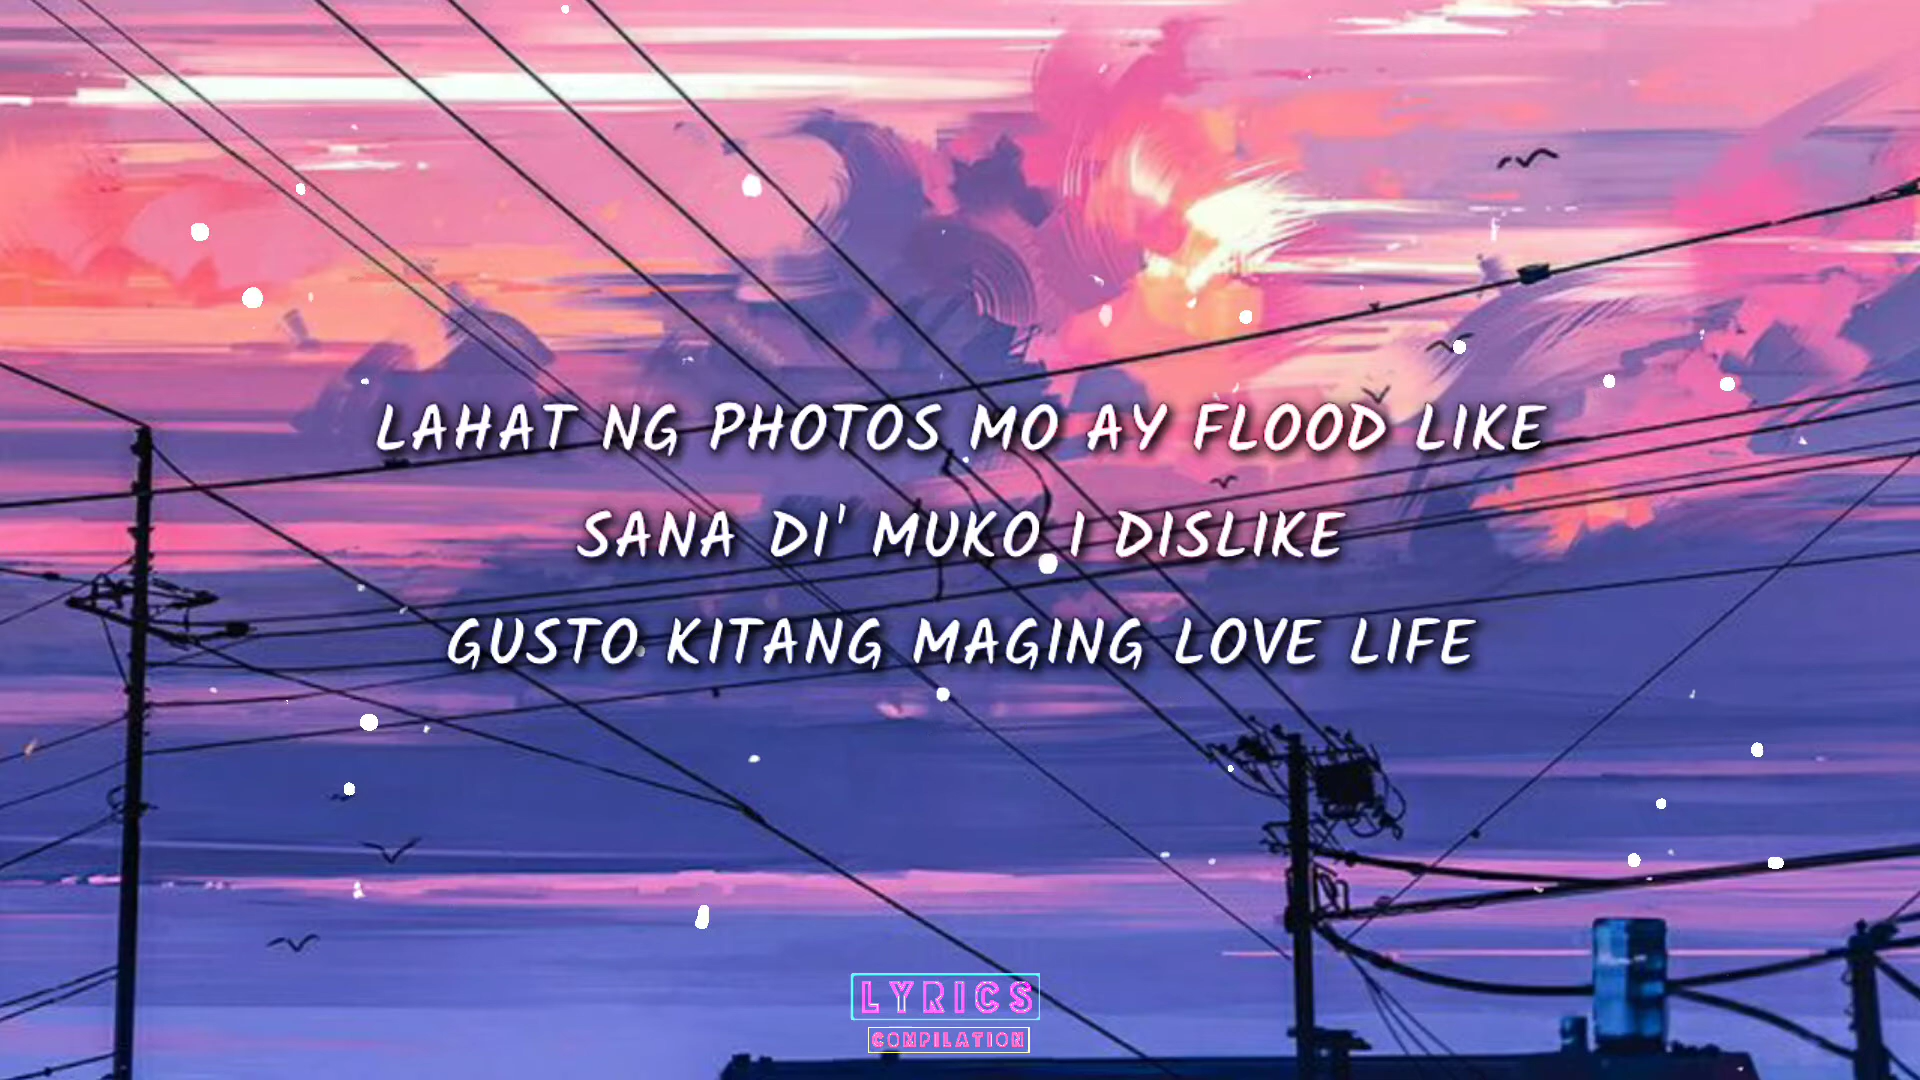 LAHAT NG PHOTOS MO AY FLOOD LIKE
SANA DI' MUKO I DISLIKE
GUSTO KITANG MAGING LOVE LIFE
LYRICS
COMPILATION